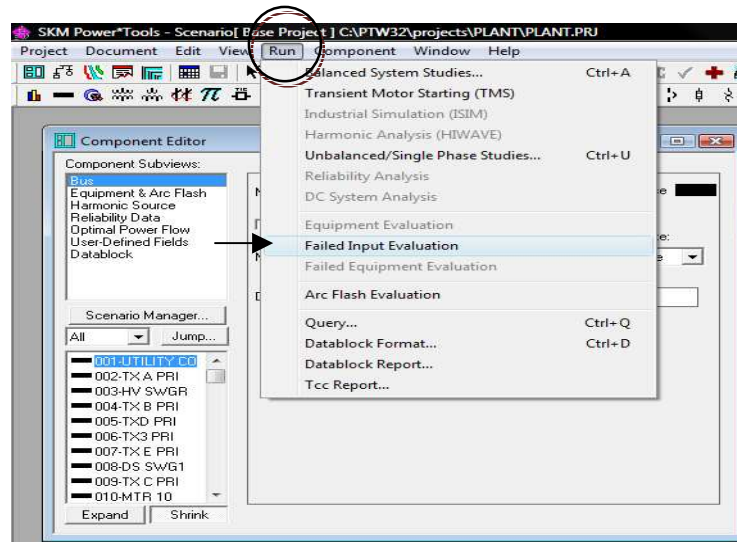 SKM Power*Tools - Scenario[ Base Project ] C:\PTW32\projects\PLANT\PLANT.PRJ
Project Document Edit View Run Component Window Help
Component Editor
Component Subviews:
Bus
Equipment & Arc Flash
Harmonic Source
Reliability Data
Optimal Power Flow
User-Defined Fields
Datablock
Scenario Manager...
All Jump...
001-UTILITY CO
002-TX A PRI
003-HV SWGR
004-TX B PRI
005-TXD PRI
006-TX3 PRI
007-TX E PRI
008-DS SWG1
009-TX C PRI
010-MTR 10
Expand Shrink
Balanced System Studies... Ctrl+A
Transient Motor Starting (TMS)
Industrial Simulation (ISIM)
Harmonic Analysis (HIWAVE)
Unbalanced/Single Phase Studies... Ctrl+U
Reliability Analysis
DC System Analysis
Equipment Evaluation
Failed Input Evaluation
Failed Equipment Evaluation
Arc Flash Evaluation
Query... Ctrl+Q
Datablock Format... Ctrl+D
Datablock Report...
Tcc Report...